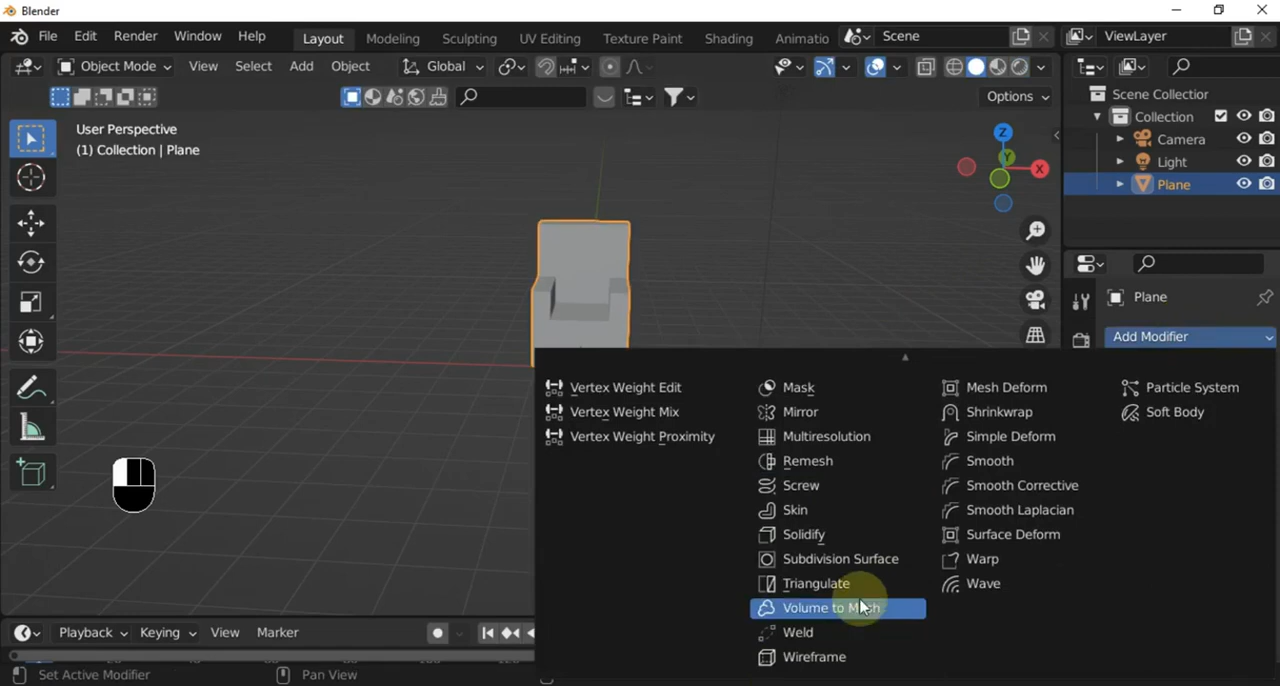 Blender
File Edit Render Window Help Layout Modeling Sculpting UV Editing Texture Paint Shading Animatio Scene ViewLayer
Object Mode View Select Add Object Global
Options
User Perspective
(1) Collection | Plane
Z
Y
X
Scene Collectior
Collection
Camera
Light
Plane
Plane
Add Modifier
Vertex Weight Edit Mask Mesh Deform Particle System
Vertex Weight Mix Mirror Shrinkwrap Soft Body
Vertex Weight Proximity Multiresolution Simple Deform
Remesh Smooth
Screw Smooth Corrective
Skin Smooth Laplacian
Solidify Surface Deform
Subdivision Surface Warp
Triangulate Wave
Volume to Mesh
Weld
Wireframe
Playback Keying View Marker
Set Active Modifier Pan View